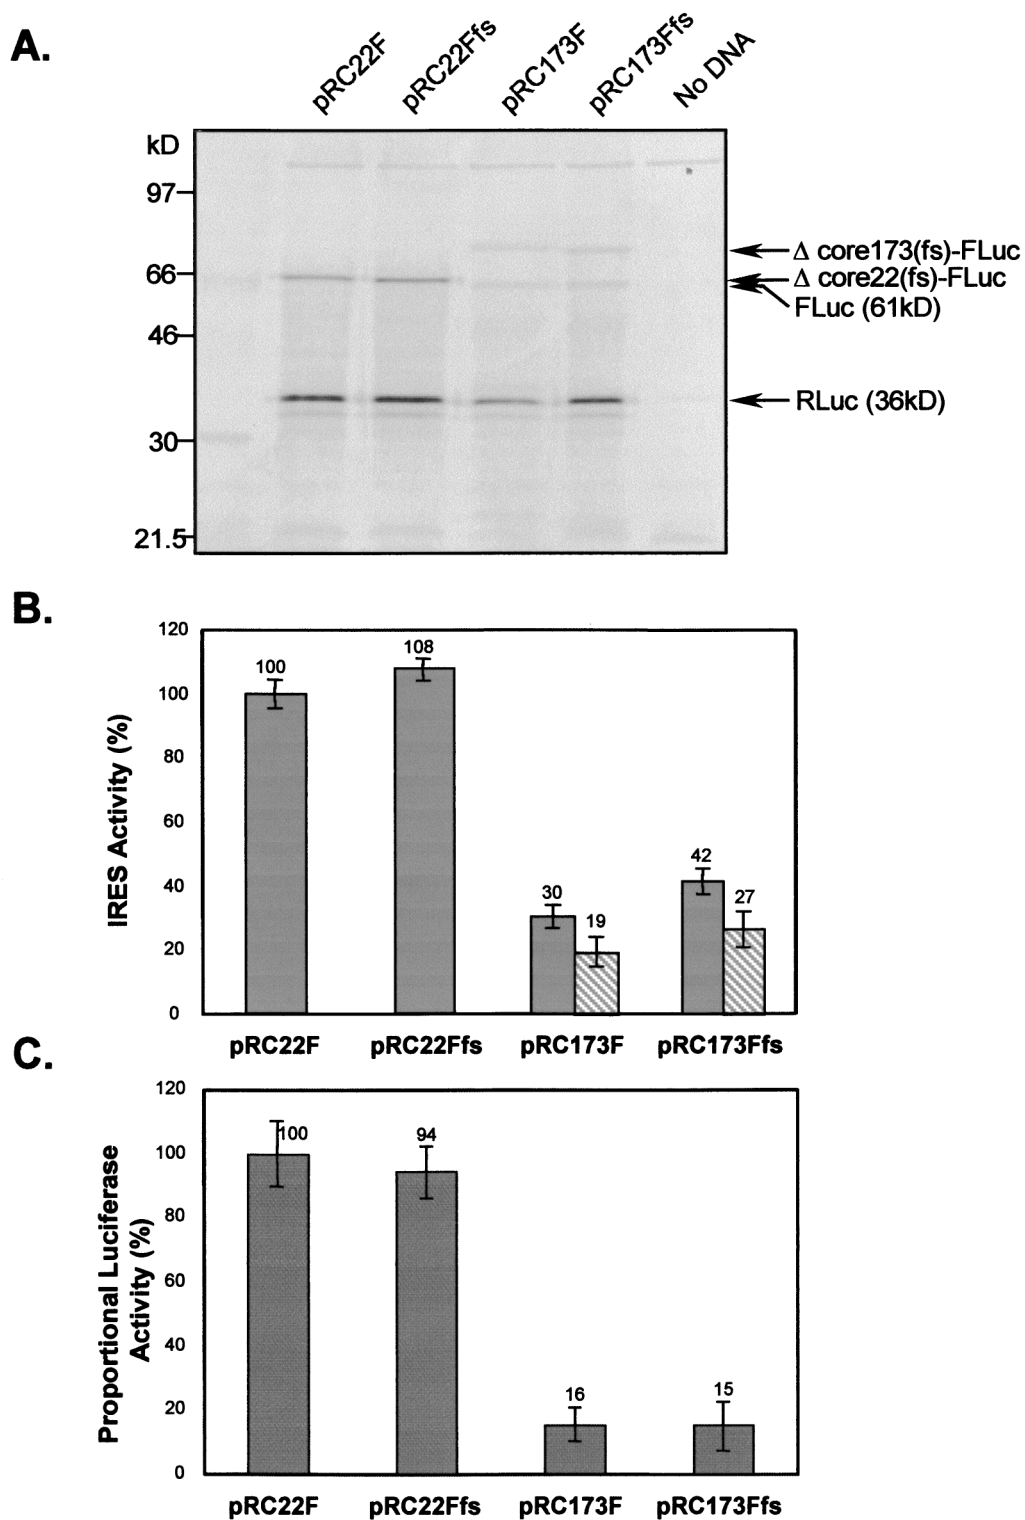 A.
pRC22F
pRC22Ffs
pRC173F
pRC173Ffs
No DNA
kD
97
66
46
30
21.5
Δ core173(fs)-FLuc
Δ core22(fs)-FLuc
FLuc (61kD)
RLuc (36kD)
B.
IRES Activity (%)
120
100
80
60
40
20
0
100
108
30
19
42
27
pRC22F
pRC22Ffs
pRC173F
pRC173Ffs
C.
Proportional Luciferase
Activity (%)
120
100
80
60
40
20
0
100
94
16
15
pRC22F
pRC22Ffs
pRC173F
pRC173Ffs